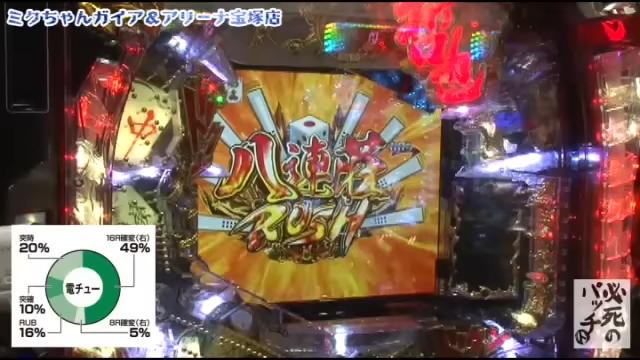 ミクちゃんガイア&アリーナ宝塚店
中
八連荘
RUSH
突時
20%
16R確変(右)
49%
電チュー
突確
10%
RUB
16%
8R確変(右)
5%
必死の
パッチ